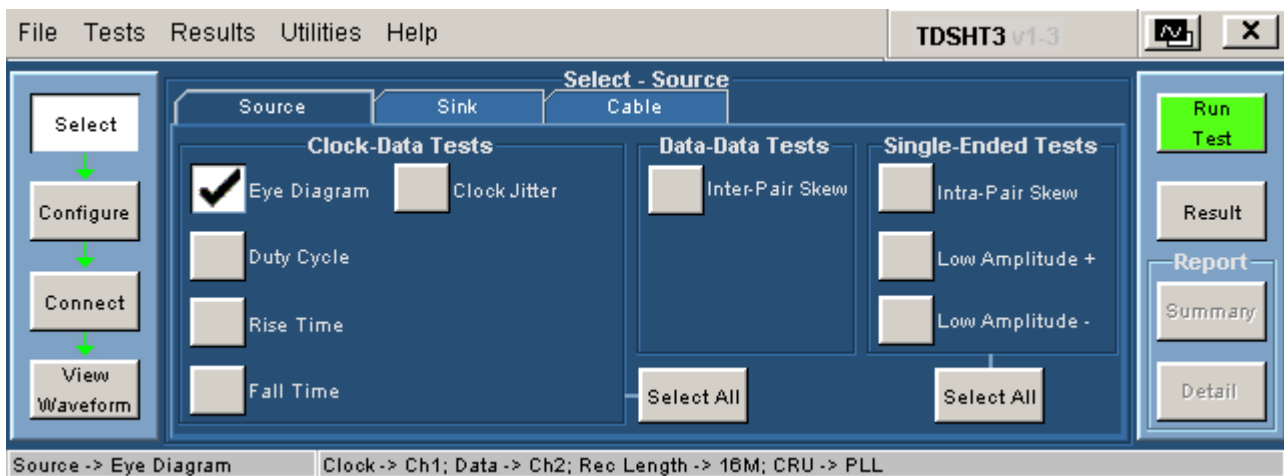 File Tests Results Utilities Help TDSHT3 v1-3
Select - Source
Select
Configure
Connect
View
Waveform
Source Sink Cable
Clock-Data Tests
Eye Diagram Clock Jitter
Duty Cycle
Rise Time
Fall Time
Data-Data Tests
Inter-Pair Skew
Select All
Single-Ended Tests
Intra-Pair Skew
Low Amplitude +
Low Amplitude -
Select All
Run
Test
Result
Report
Summary
Detail
Source -> Eye Diagram Clock -> Ch1; Data -> Ch2; Rec Length -> 16M; CRU -> PLL